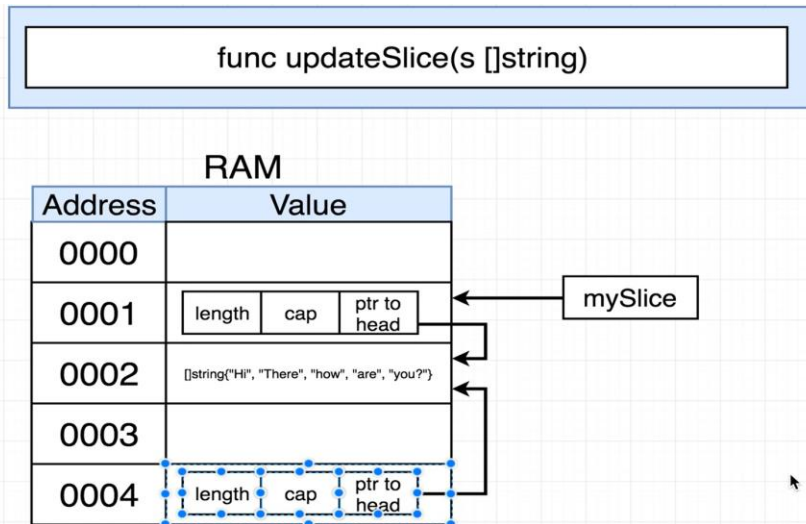 func updateSlice(s []string)
RAM
Address Value
0000
0001 length cap ptr to head
mySlice
0002 []string{"Hi", "There", "how", "are", "you?"}
0003
0004 length cap ptr to head